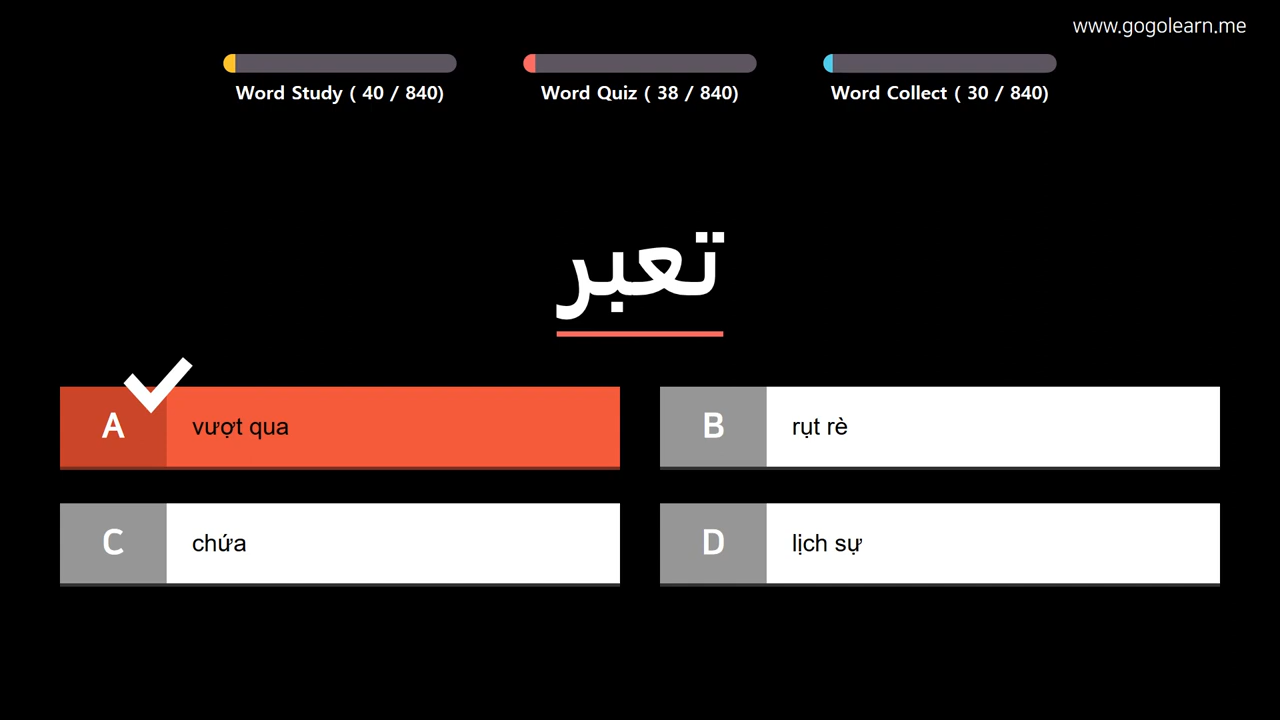 www.gogolearn.me
Word Study ( 40 / 840)
Word Quiz ( 38 / 840)
Word Collect ( 30 / 840)
تعبر
A vượt qua
B rụt rè
C chứa
D lịch sự